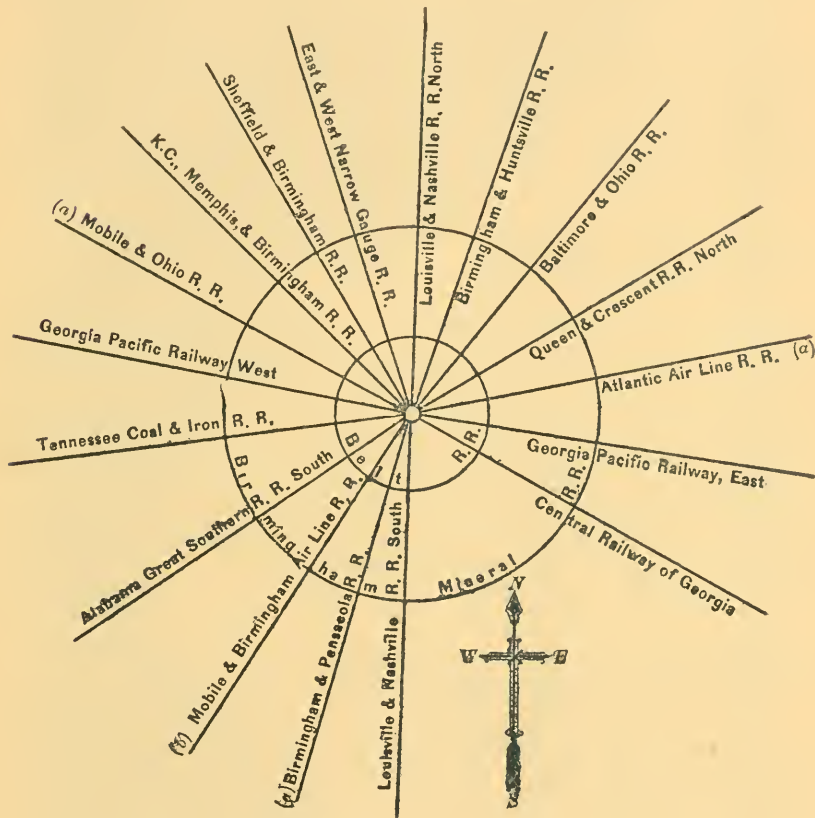 Louisville & Nashville R. R. North
Birmingham & Huntsville R. R.
Baltimore & Ohio R. R.
Queen & Crescent R.R. North
Atlantic Air Line R. R. (a)
Georgia Pacific Railway, East
Central Railway of Georgia
Louisville & Nashville R. R. South
(a) Birmingham & Pensseola R. R.
(b) Mobile & Birmingham Air Line R. R.
Alabama Great Southern R. R. South
Tennessee Coal & Iron R. R.
Georgia Pacific Railway West
(a) Mobile & Ohio R. R.
K.C., Memphis, & Birmingham R. R.
Sheffield & Birmingham R. R.
East & West Narrow Gauge R. R.
Belt R. R.
Birmingham Mineral R. R.
N
W E
S